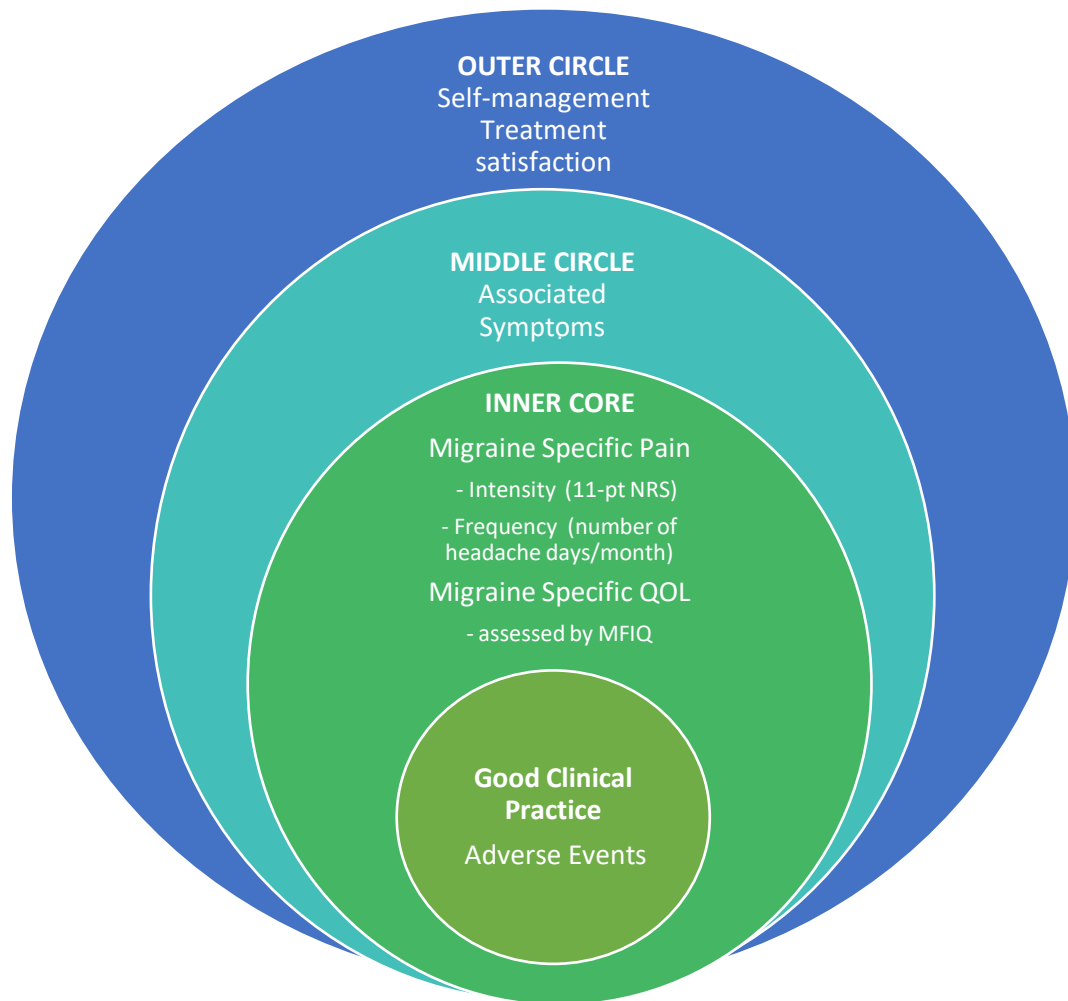 OUTER CIRCLE
Self-management
Treatment
satisfaction
MIDDLE CIRCLE
Associated
Symptoms
INNER CORE
Migraine Specific Pain
- Intensity (11-pt NRS)
- Frequency (number of
headache days/month)
Migraine Specific QOL
- assessed by MFIQ
Good Clinical
Practice
Adverse Events